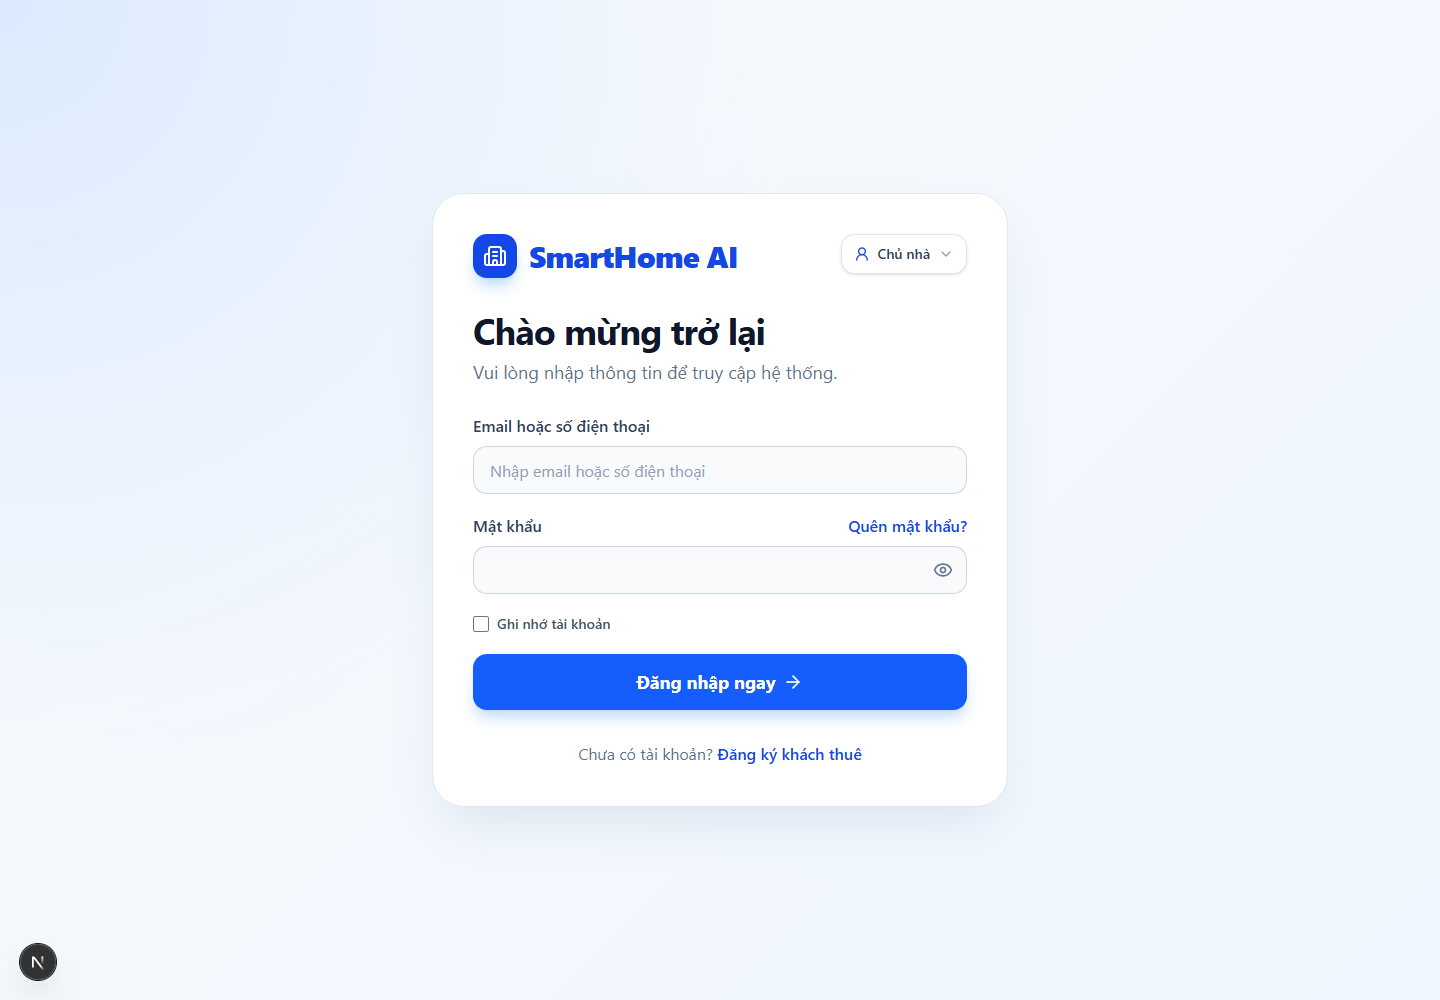 SmartHome AI
Chủ nhà
Chào mừng trở lại
Vui lòng nhập thông tin để truy cập hệ thống.
Email hoặc số điện thoại
Nhập email hoặc số điện thoại
Mật khẩu
Quên mật khẩu?
Ghi nhớ tài khoản
Đăng nhập ngay →
Chưa có tài khoản? Đăng ký khách thuê
N